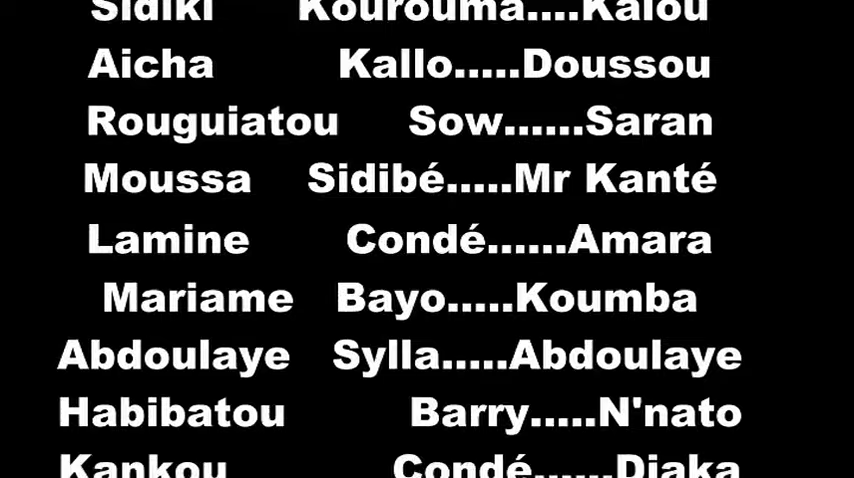 Sidiki Kourouma....Kalou
Aicha Kallo.....Doussou
Rouguiatou Sow......Saran
Moussa Sidibé.....Mr Kanté
Lamine Condé......Amara
Mariame Bayo.....Koumba
Abdoulaye Sylla.....Abdoulaye
Habibatou Barry.....N'nato
Kankou Condé......Diaka